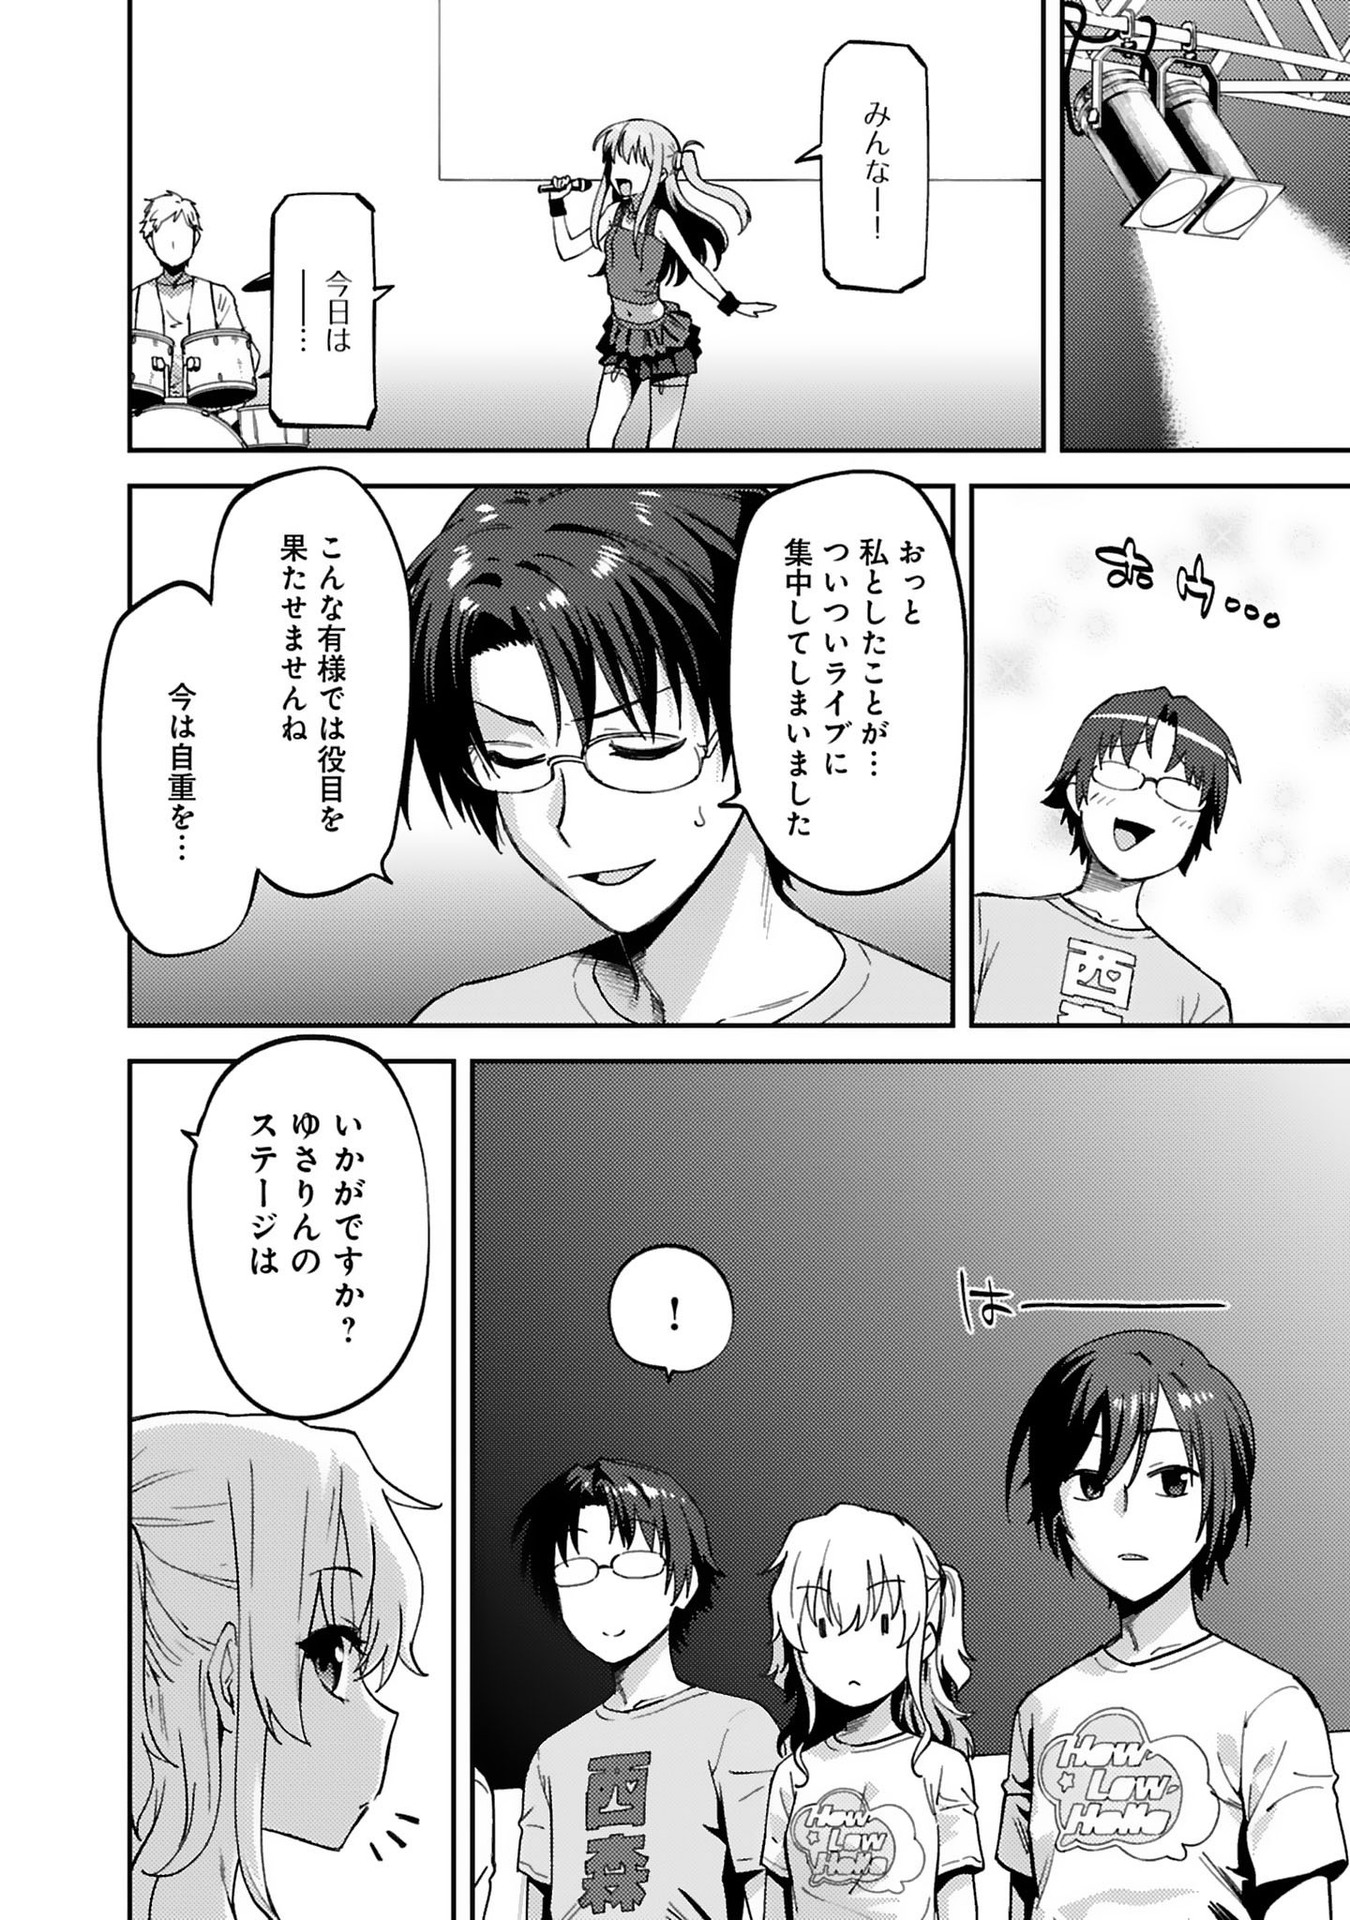 みんなー!
今日は
――…
ホウ…
おっと
私としたことが…
ついついライブに
集中してしまいました
こんな有様では役目を
果たせませんね
今は自重を…
西森
はー
!
How-
Low-
Hello
How
Low
Hello
西森
いかがですか?
ゆさりんの
ステージは